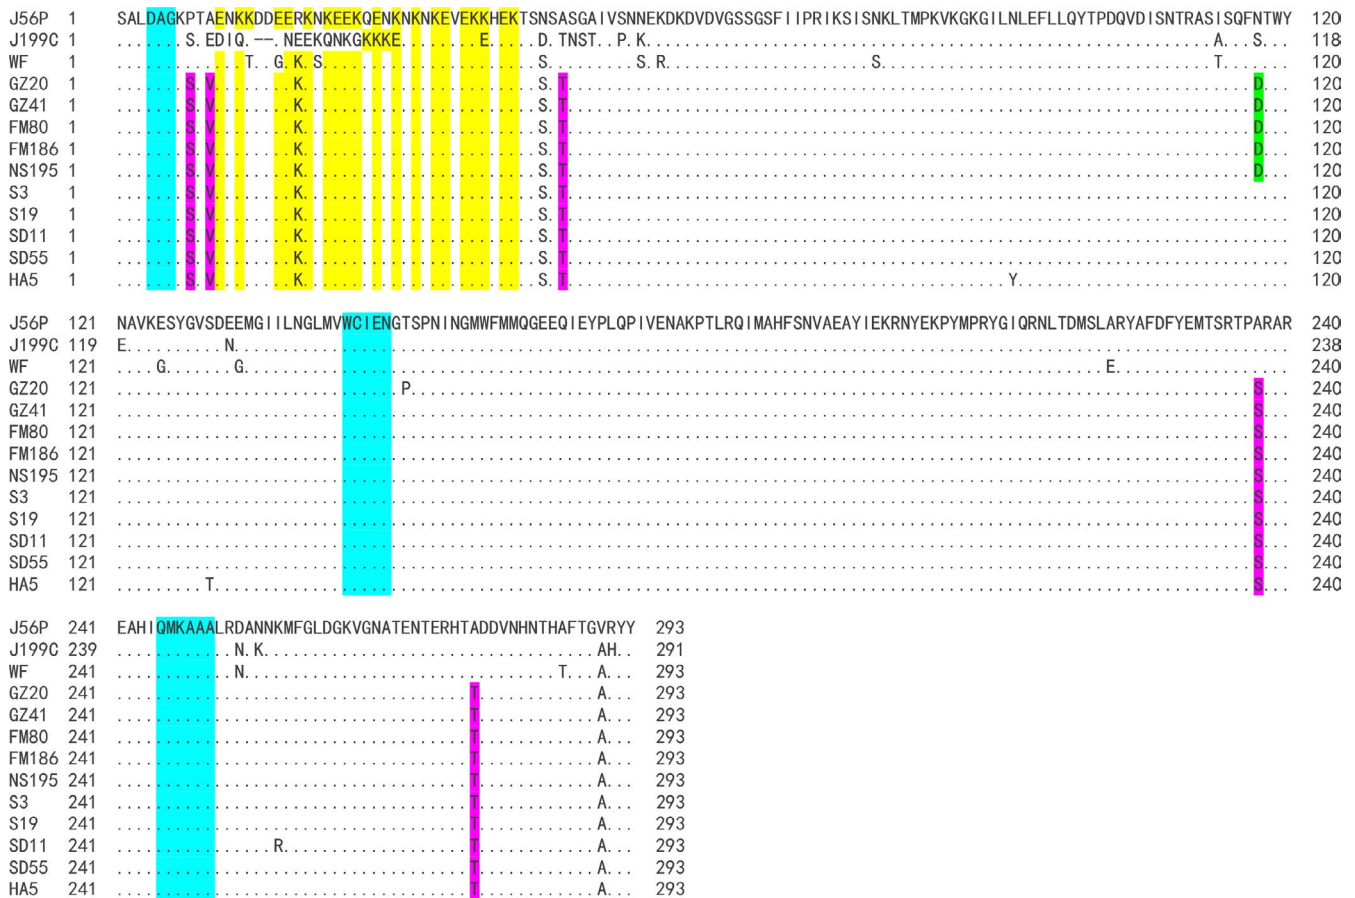 J56P 1 SALDAGKPTAENKKDDEERKNKEEKQENKNKNKEVEKKHEKTSNSASGAIVSNNEKDKDVDVGSSGSFIIPRIKSISNKLTMPKVKGKGILNLEFLLQYTPDQVDISNTRASISQFNTWY 120
J199C 1 .......S.EDIQ.--.NEEKQNKGKKKE........E.....D.TNST..P.K..........................................................A...S... 118
WF 1 .............T..G.K.S......................S.........S.R.....................S..................................T....... 120
GZ20 1 .......S.V........K........................S.T......................................................................D... 120
GZ41 1 .......S.V........K........................S.T......................................................................D... 120
FM80 1 .......S.V........K........................S.T......................................................................D... 120
FM186 1 .......S.V........K........................S.T......................................................................D... 120
NS195 1 .......S.V........K........................S.T......................................................................D... 120
S3 1 .......S.V........K........................S.T.......................................................................... 120
S19 1 .......S.V........K........................S.T.......................................................................... 120
SD11 1 .......S.V........K........................S.T.......................................................................... 120
SD55 1 .......S.V........K........................S.T.......................................................................... 120
HA5 1 .......S.V........K........................S.T.............................................Y............................ 120
J56P 121 NAVKESYGVSDEEMGIILNGLMVWCIENGTSPNINGMWFMMQGEEQIEYPLQPIVENAKPTLRQIMAHFSNVAEAYIEKRNYEKPYMPRYGIQRNLTDMSLARYAFDFYEMTSRTPARAR 240
J199C 119 E..........N............................................................................................................ 238
WF 121 ....G.......G........................................................................................E.................. 240
GZ20 121 .............................P......................................................................................S... 240
GZ41 121 ....................................................................................................................S... 240
FM80 121 ....................................................................................................................S... 240
FM186 121 ....................................................................................................................S... 240
NS195 121 ....................................................................................................................S... 240
S3 121 ....................................................................................................................S... 240
S19 121 ....................................................................................................................S... 240
SD11 121 ....................................................................................................................S... 240
SD55 121 ....................................................................................................................S... 240
HA5 121 .........T..........................................................................................................S... 240
J56P 241 EAHIQMKAAALRDANNKMFGLDGKVGNATENTERHTADDVNHNTHAFTGVRYY 293
J199C 239 ............N.K..................................AH.. 291
WF 241 ............N................................T...A... 293
GZ20 241 ....................................T............A... 293
GZ41 241 ....................................T............A... 293
FM80 241 ....................................T............A... 293
FM186 241 ....................................T............A... 293
NS195 241 ....................................T............A... 293
S3 241 ....................................T............A... 293
S19 241 ....................................T............A... 293
SD11 241 ................R...................T............A... 293
SD55 241 ....................................T............A... 293
HA5 241 ....................................T............A... 293